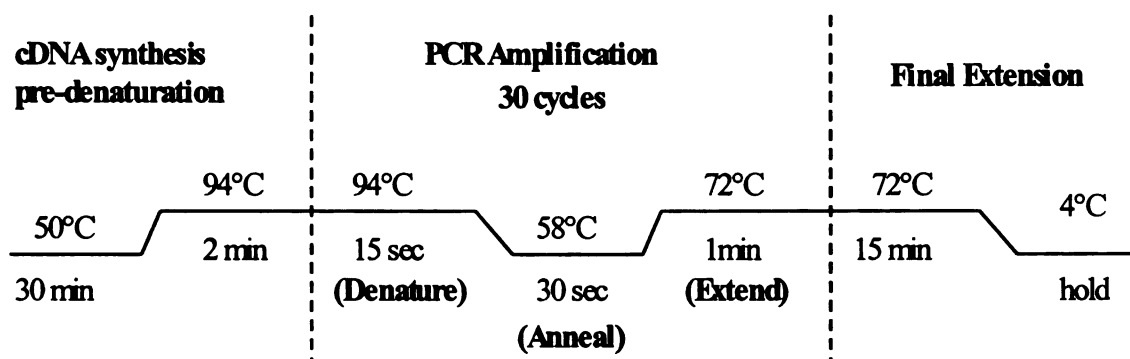 cDNA synthesis
pre-denaturation
PCR Amplification
30 cycles
Final Extension
50°C
30 min
94°C
2 min
94°C
15 sec
(Denature)
58°C
30 sec
(Anneal)
72°C
1min
(Extend)
72°C
15 min
4°C
hold